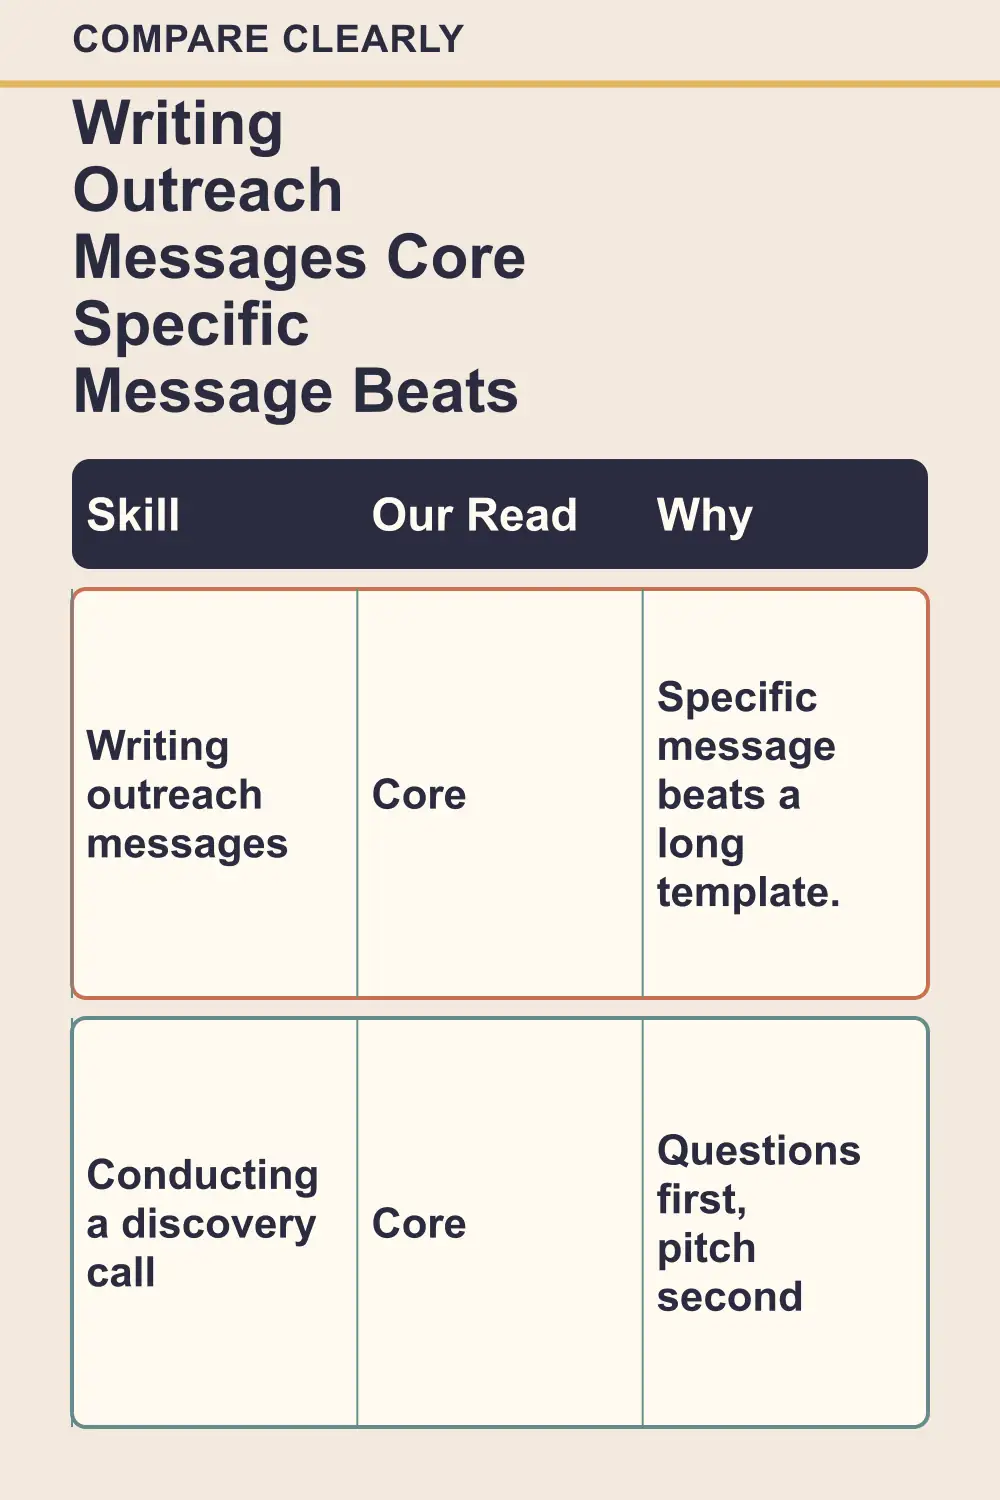 COMPARE CLEARLY
Writing
Outreach
Messages Core
Specific
Message Beats
Skill Our Read Why
Writing
outreach
messages
Core
Specific
message
beats a
long
template.
Conducting
a discovery
call
Core
Questions
first,
pitch
second